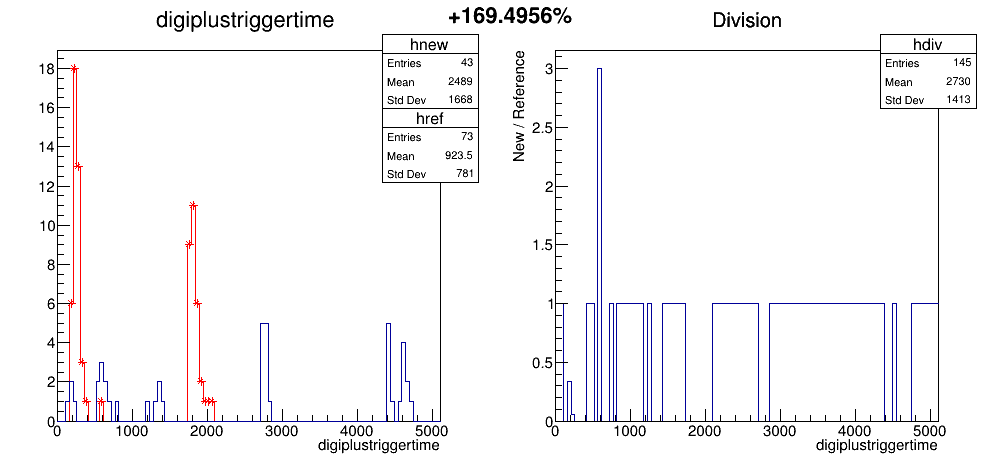 digiplustriggertime
+169.4956%
Division
hnew
Entries 43
Mean 2489
Std Dev 1668
href
Entries 73
Mean 923.5
Std Dev 781
18
16
14
12
10
8
6
4
2
0
0 1000 2000 3000 4000 5000
digiplustriggertime
hdiv
Entries 145
Mean 2730
Std Dev 1413
New / Reference
3
2.5
2
1.5
1
0.5
0
0 1000 2000 3000 4000 5000
digiplustriggertime